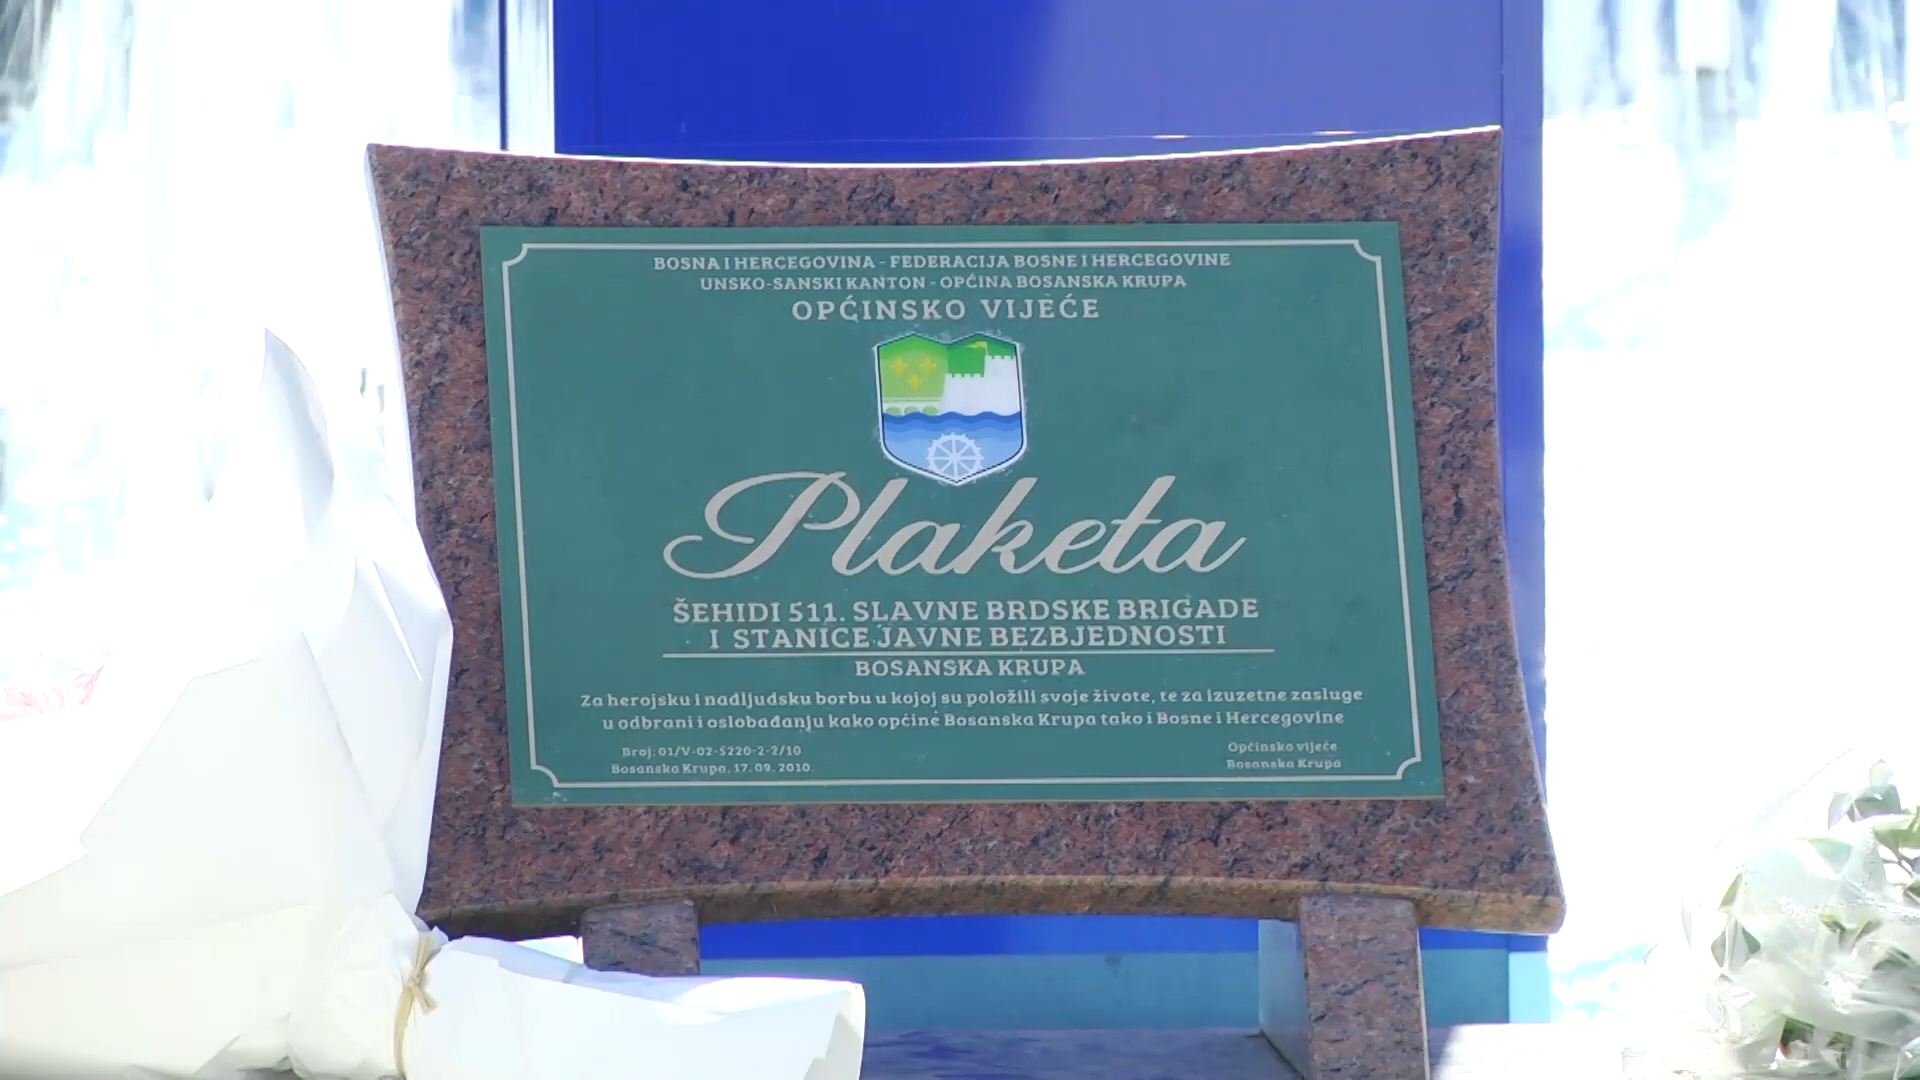 BOSNA I HERCEGOVINA - FEDERACIJA BOSNE I HERCEGOVINE
UNSKO-SANSKI KANTON - OPĆINA BOSANSKA KRUPA
OPĆINSKO VIJEĆE
Plaketa
ŠEHIDI 511. SLAVNE BRDSKE BRIGADE
I STANICE JAVNE BEZBJEDNOSTI
BOSANSKA KRUPA
Za herojsku i nadljudsku borbu u kojoj su položili svoje živote, te za izuzetne zasluge
u odbrani i oslobađanju kako općine Bosanska Krupa tako i Bosne i Hercegovine
Broj: 01/V-02-5220-2-2/10
Bosanska Krupa, 17.09.2010.
Općinsko vijeće
Bosanska Krupa